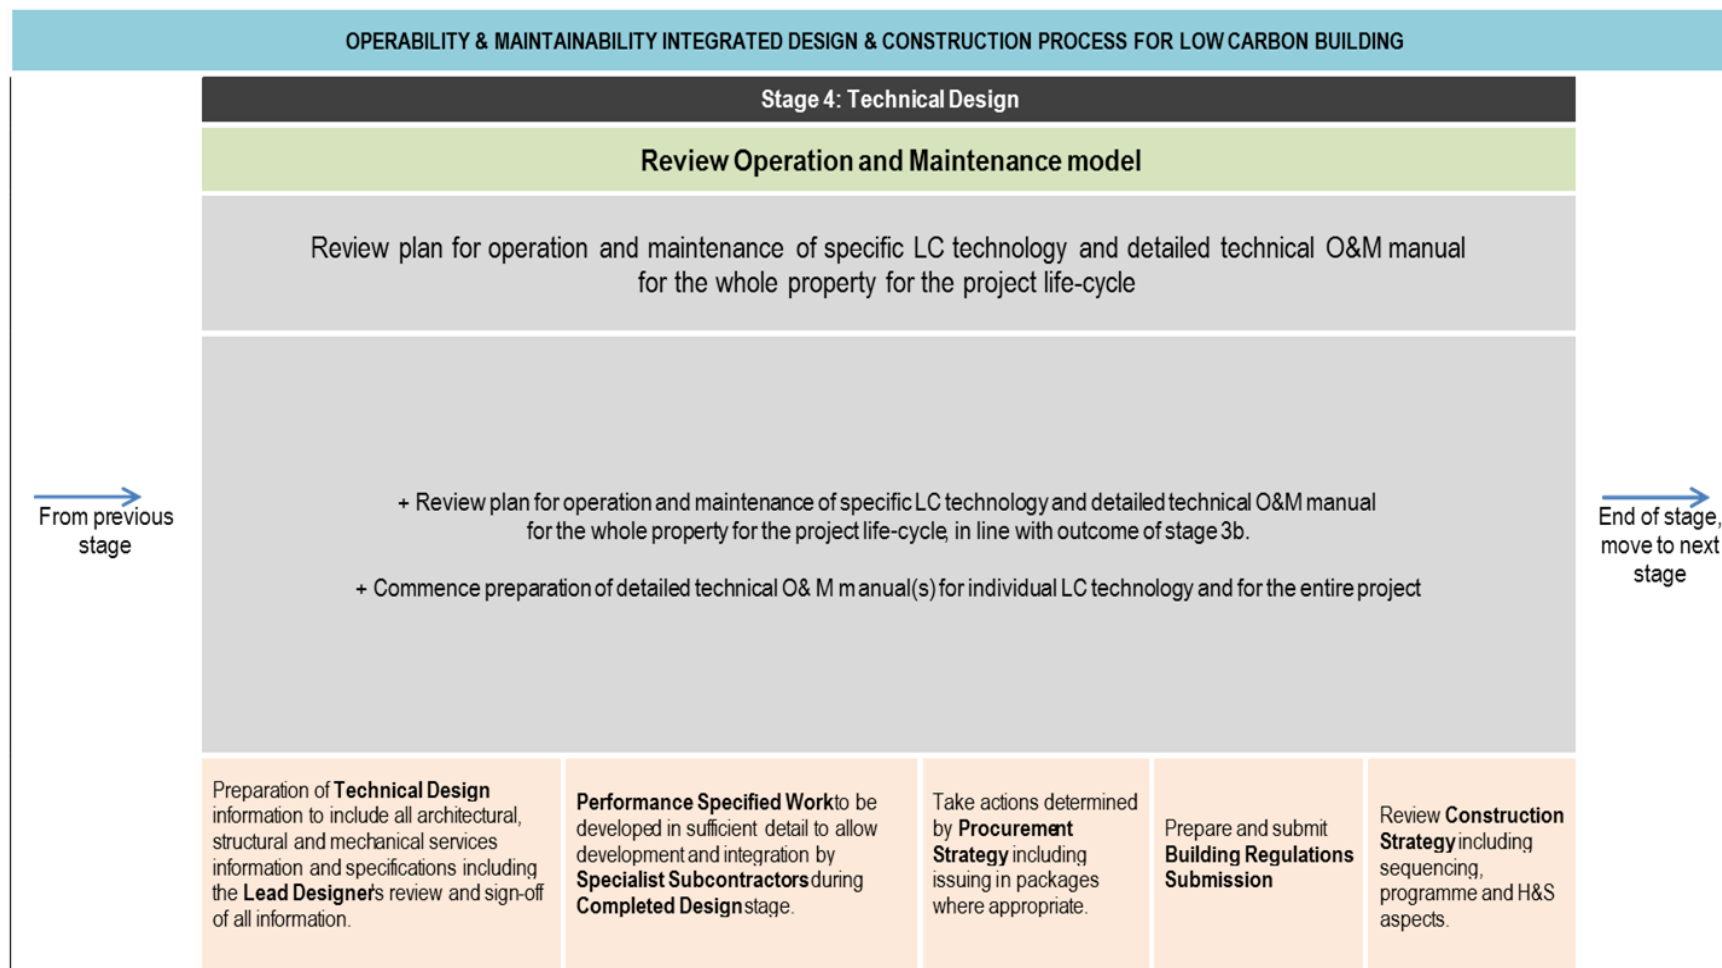 OPERABILITY & MAINTAINABILITY INTEGRATED DESIGN & CONSTRUCTION PROCESS FOR LOW CARBON BUILDING
Stage 4: Technical Design
Review Operation and Maintenance model
Review plan for operation and maintenance of specific LC technology and detailed technical O&M manual
for the whole property for the project life-cycle
From previous
stage
+ Review plan for operation and maintenance of specific LC technology and detailed technical O&M manual
for the whole property for the project life-cycle, in line with outcome of stage 3b.
+ Commence preparation of detailed technical O& M manual(s) for individual LC technology and for the entire project
End of stage,
move to next
stage
Preparation of Technical Design
information to include all architectural,
structural and mechanical services
information and specifications including
the Lead Designer's review and sign-off
of all information.
Performance Specified Work to be
developed in sufficient detail to allow
development and integration by
Specialist Subcontractors during
Completed Design stage.
Take actions determined
by Procurement
Strategy including
issuing in packages
where appropriate.
Prepare and submit
Building Regulations
Submission
Review Construction
Strategy including
sequencing,
programme and H&S
aspects.